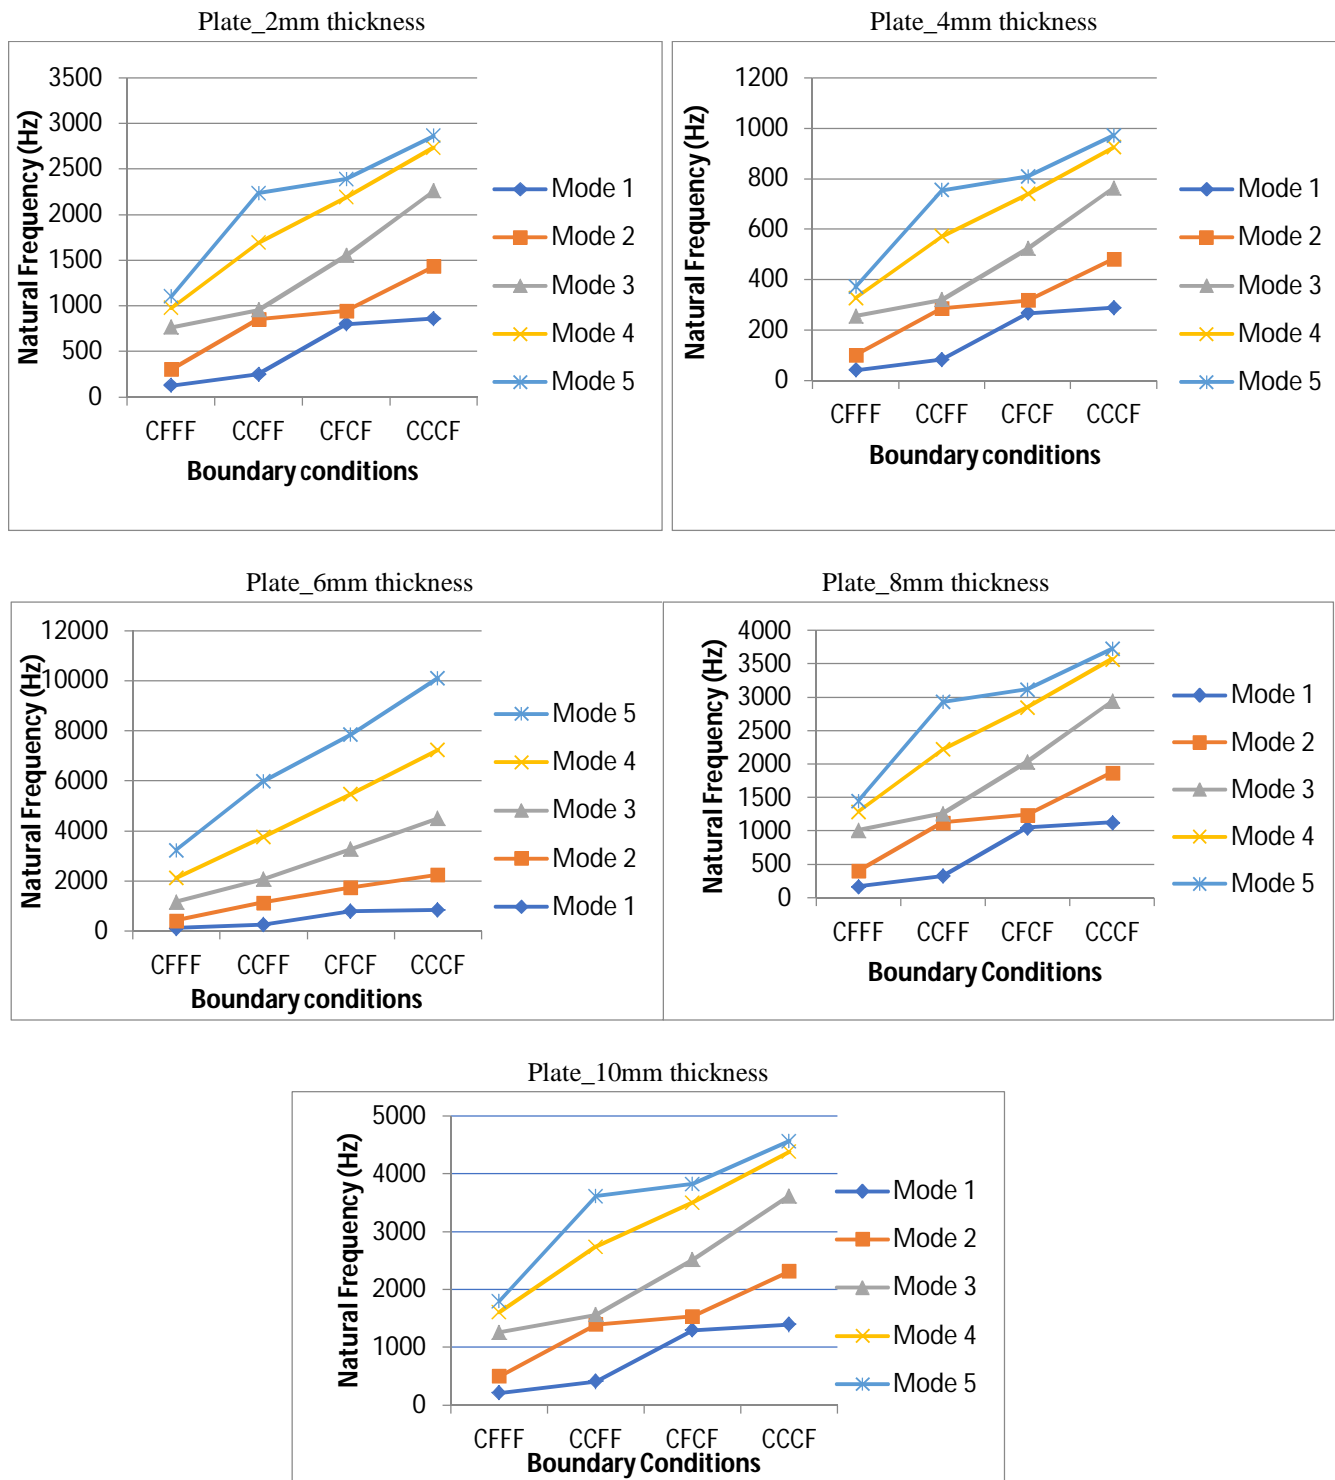 Plate_2mm thickness
3500
3000
2500
2000
1500
1000
500
0
Natural Frequency (Hz)
CFFF CCFF CFCF CCCF
Boundary conditions
Mode 1
Mode 2
Mode 3
Mode 4
Mode 5
Plate_4mm thickness
1200
1000
800
600
400
200
0
Natural Frequency (Hz)
CFFF CCFF CFCF CCCF
Boundary conditions
Mode 1
Mode 2
Mode 3
Mode 4
Mode 5
Plate_6mm thickness
12000
10000
8000
6000
4000
2000
0
Natural Frequency (Hz)
CFFF CCFF CFCF CCCF
Boundary conditions
Mode 5
Mode 4
Mode 3
Mode 2
Mode 1
Plate_8mm thickness
4000
3500
3000
2500
2000
1500
1000
500
0
Natural Frequency (Hz)
CFFF CCFF CFCF CCCF
Boundary Conditions
Mode 1
Mode 2
Mode 3
Mode 4
Mode 5
Plate_10mm thickness
5000
4000
3000
2000
1000
0
Natural Frequency (Hz)
CFFF CCFF CFCF CCCF
Boundary Conditions
Mode 1
Mode 2
Mode 3
Mode 4
Mode 5